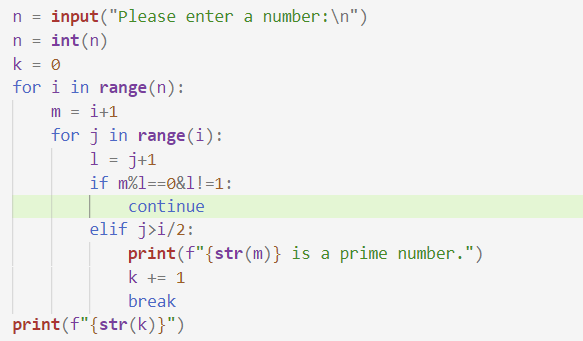 n = input("Please enter a number:\n")
n = int(n)
k = 0
for i in range(n):
    m = i+1
    for j in range(i):
        l = j+1
        if m%l==0&l!=1:
            continue
        elif j>i/2:
            print(f"{str(m)} is a prime number.")
            k += 1
            break
print(f"{str(k)}")